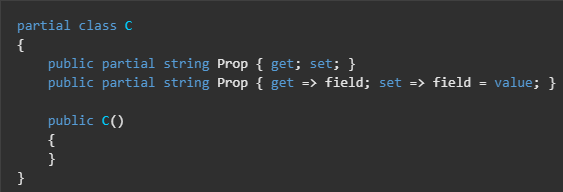 partial class C
{
    public partial string Prop { get; set; }
    public partial string Prop { get => field; set => field = value; }

    public C()
    {
    }
}